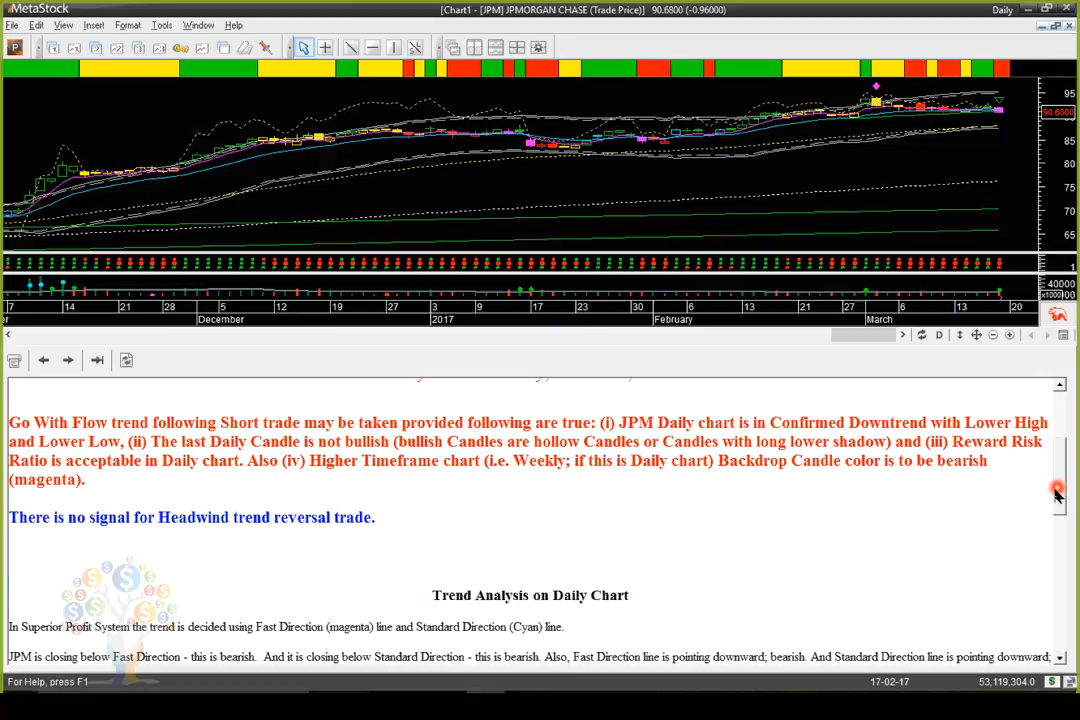 MetaStock
[Chart1 - [JPM] JPMORGAN CHASE (Trade Price)] 90.6800 (-0.96000)
Daily
File Edit View Insert Format Tools Window Help
95
90.6800
85
80
75
70
65
1
40000
x1000
7 14 21 28 5 12 19 27 3 9 17 23 30 6 13 21 27 6 13 20
December 2017 February March
Go With Flow trend following Short trade may be taken provided following are true: (i) JPM Daily chart is in Confirmed Downtrend with Lower High
and Lower Low, (ii) The last Daily Candle is not bullish (bullish Candles are hollow Candles or Candles with long lower shadow) and (iii) Reward Risk
Ratio is acceptable in Daily chart. Also (iv) Higher Timeframe chart (i.e. Weekly; if this is Daily chart) Backdrop Candle color is to be bearish
(magenta).
There is no signal for Headwind trend reversal trade.
Trend Analysis on Daily Chart
In Superior Profit System the trend is decided using Fast Direction (magenta) line and Standard Direction (Cyan) line.
JPM is closing below Fast Direction - this is bearish. And it is closing below Standard Direction - this is bearish. Also, Fast Direction line is pointing downward; bearish. And Standard Direction line is pointing downward;
For Help, press F1
17-02-17
53,119,304.0